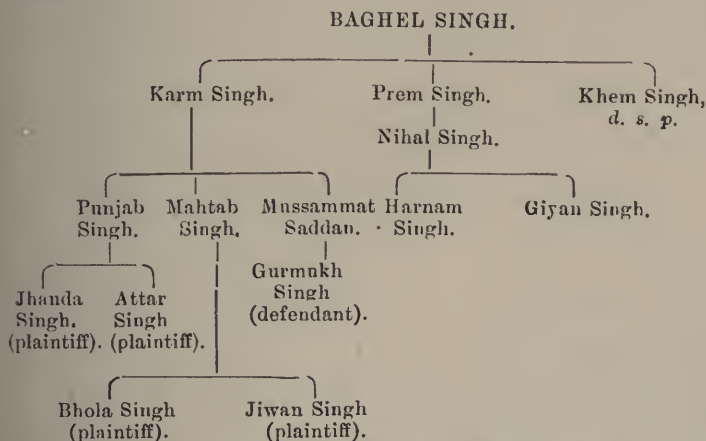 BAGHEL SINGH.
Karm Singh. Prem Singh. Khem Singh,
d. s. p.
Nihal Singh.
Punjab Mahtab Mussammat Harnam Giyan Singh.
Singh. Singh. Saddan. Singh.
Gurmukh
Jhanda Attar Singh
Singh. Singh (defendant).
(plaintiff). (plaintiff).
Bhola Singh Jiwan Singh
(plaintiff). (plaintiff).